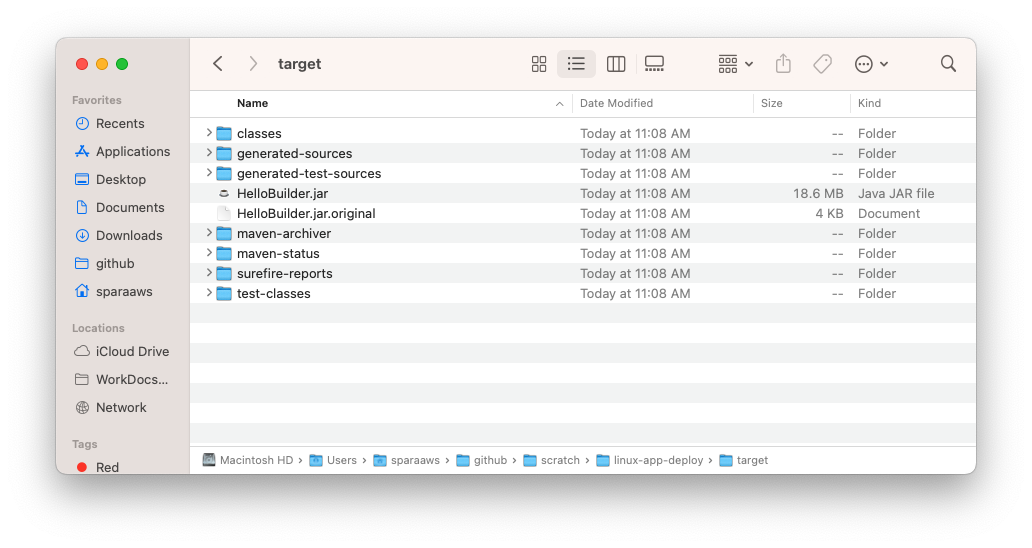 target
Favorites
Recents
Applications
Desktop
Documents
Downloads
github
sparaaws
Locations
iCloud Drive
WorkDocs...
Network
Tags
Red
Name Date Modified Size Kind
classes Today at 11:08 AM -- Folder
generated-sources Today at 11:08 AM -- Folder
generated-test-sources Today at 11:08 AM -- Folder
HelloBuilder.jar Today at 11:08 AM 18.6 MB Java JAR file
HelloBuilder.jar.original Today at 11:08 AM 4 KB Document
maven-archiver Today at 11:08 AM -- Folder
maven-status Today at 11:08 AM -- Folder
surefire-reports Today at 11:08 AM -- Folder
test-classes Today at 11:08 AM -- Folder
Macintosh HD › Users › sparaaws › github › scratch › linux-app-deploy › target